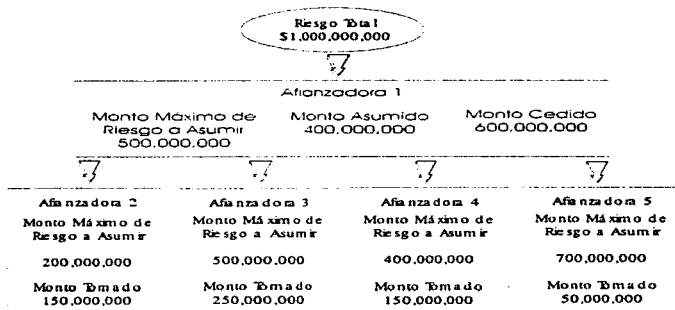 Riesgo Total
$1,000,000,000
Afianzadora 1
Monto Máximo de
Riesgo a Asumir
500,000,000
Monto Asumido
400,000,000
Monto Cedido
600,000,000
Afianzadora 2
Monto Máximo de
Riesgo a Asumir
200,000,000
Monto Tomado
150,000,000
Afianzadora 3
Monto Máximo de
Riesgo a Asumir
500,000,000
Monto Tomado
250,000,000
Afianzadora 4
Monto Máximo de
Riesgo a Asumir
400,000,000
Monto Tomado
150,000,000
Afianzadora 5
Monto Máximo de
Riesgo a Asumir
700,000,000
Monto Tomado
50,000,000